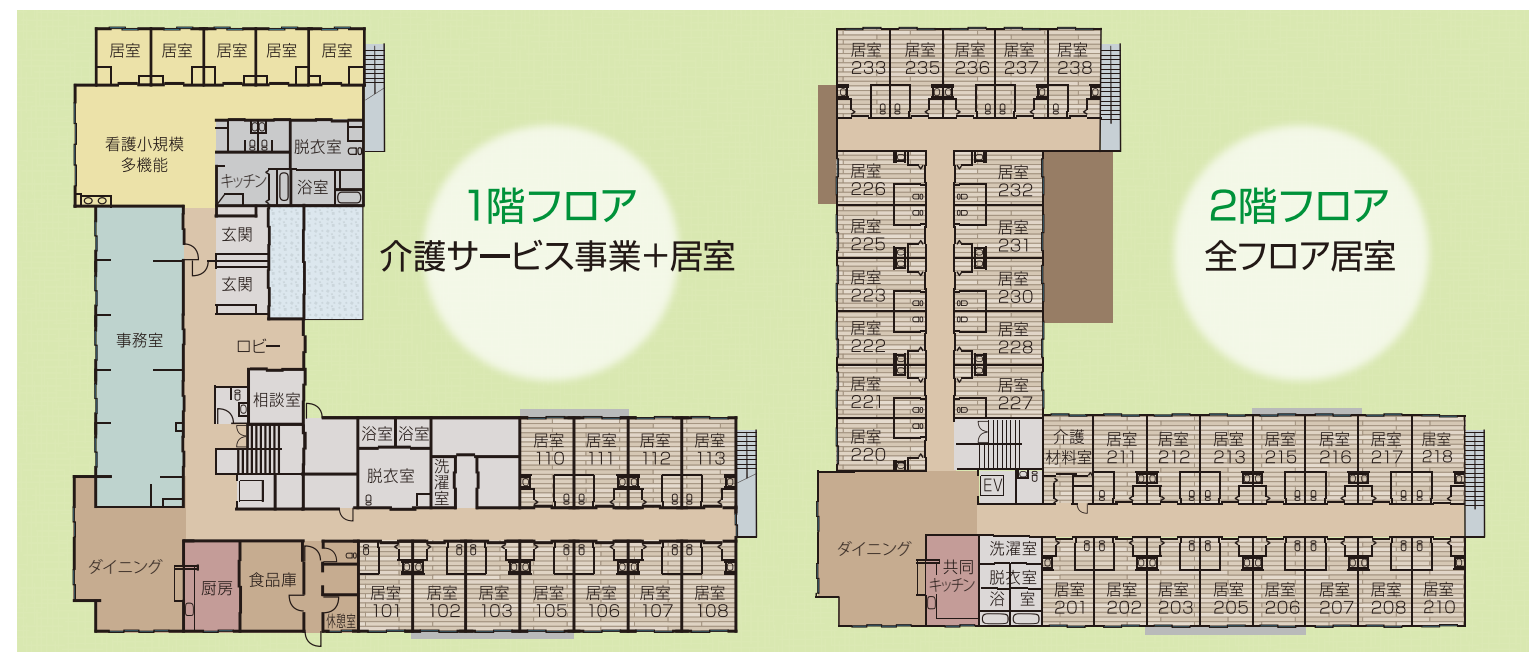 居室
居室
居室
居室
居室
看護小規模
多機能
脱衣室
キッチン
浴室
玄関
玄関
事務室
ロビー
相談室
浴室
浴室
脱衣室
洗濯室
居室
110
居室
111
居室
112
居室
113
ダイニング
厨房
食品庫
休憩室
居室
101
居室
102
居室
103
居室
105
居室
106
居室
107
居室
108
1階フロア
介護サービス事業+居室
居室
233
居室
235
居室
236
居室
237
居室
238
居室
226
居室
232
居室
225
居室
231
居室
223
居室
230
居室
222
居室
228
居室
221
居室
227
居室
220
介護
材料室
居室
211
居室
212
居室
213
居室
215
居室
216
居室
217
居室
218
EV
ダイニング
共同
キッチン
洗濯室
脱衣室
浴 室
居室
201
居室
202
居室
203
居室
205
居室
206
居室
207
居室
208
居室
210
2階フロア
全フロア居室